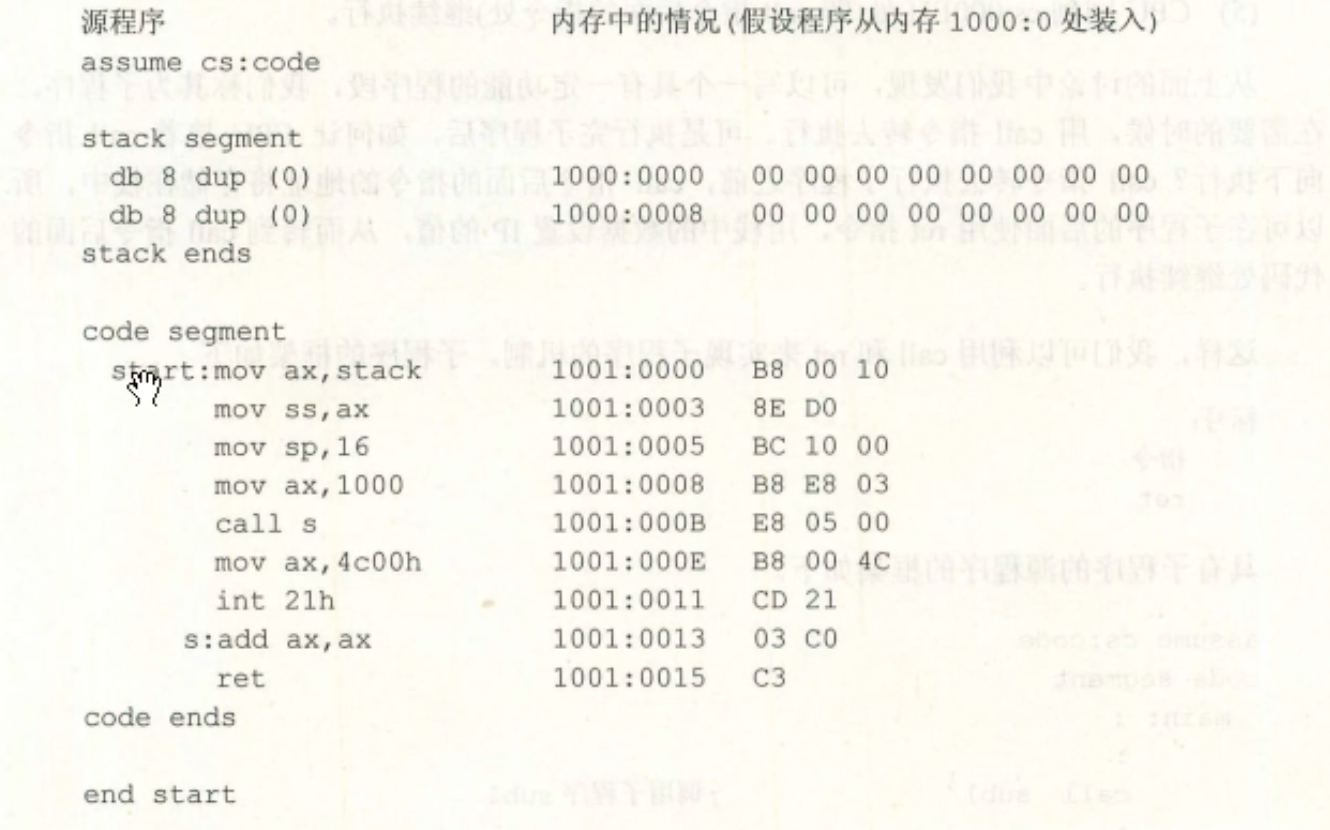 源程序 内存中的情况(假设程序从内存 1000:0 处装入)
assume cs:code
stack segment
db 8 dup (0) 1000:0000 00 00 00 00 00 00 00 00
db 8 dup (0) 1000:0008 00 00 00 00 00 00 00 00
stack ends
code segment
start:mov ax,stack 1001:0000 B8 00 10
mov ss,ax 1001:0003 8E D0
mov sp,16 1001:0005 BC 10 00
mov ax,1000 1001:0008 B8 E8 03
call s 1001:000B E8 05 00
mov ax,4c00h 1001:000E B8 00 4C
int 21h 1001:0011 CD 21
s:add ax,ax 1001:0013 03 C0
ret 1001:0015 C3
code ends
end start